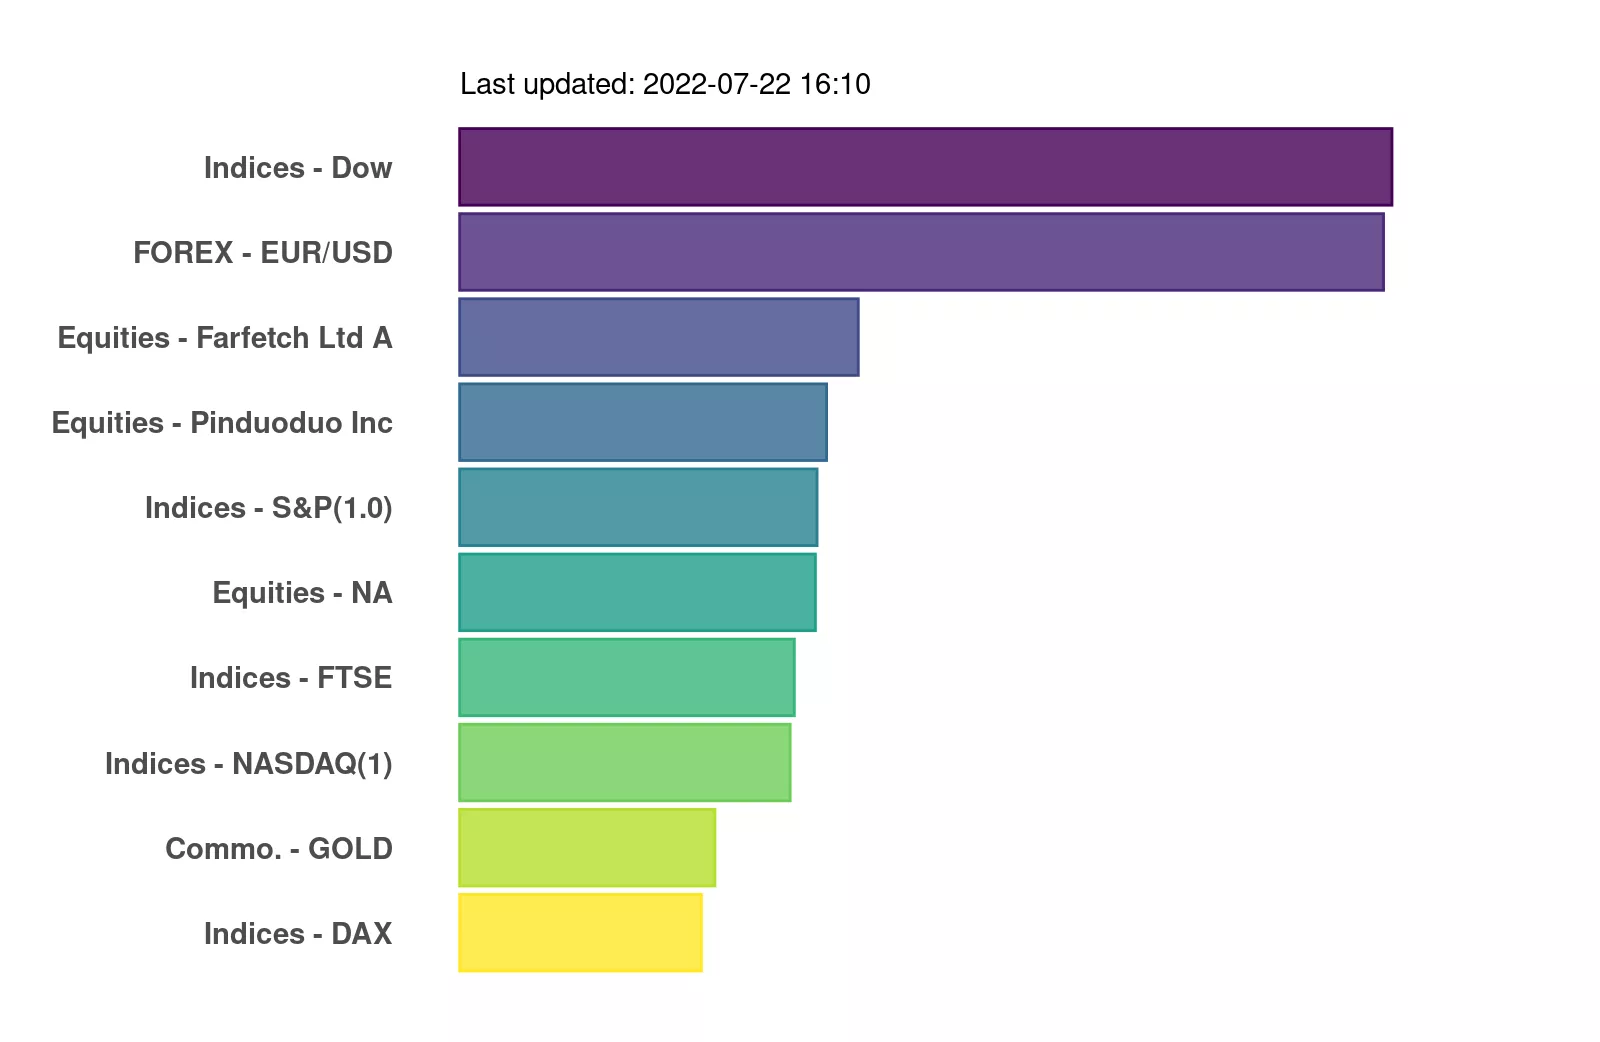 Last updated: 2022-07-22 16:10
Indices - Dow
FOREX - EUR/USD
Equities - Farfetch Ltd A
Equities - Pinduoduo Inc
Indices - S&P(1.0)
Equities - NA
Indices - FTSE
Indices - NASDAQ(1)
Commo. - GOLD
Indices - DAX